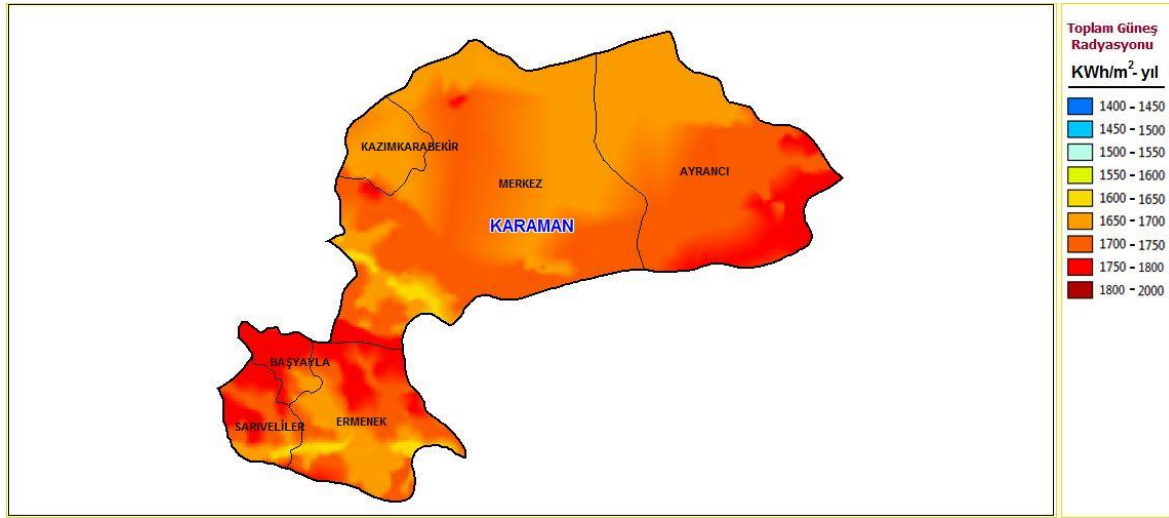 KAZIMKARABEKİR
MERKEZ
AYRANCI
KARAMAN
BAŞYAYLA
SARIVELİLER
ERMENEK
Toplam Güneş
Radyasyonu
KWh/m²- yıl
1400 - 1450
1450 - 1500
1500 - 1550
1550 - 1600
1600 - 1650
1650 - 1700
1700 - 1750
1750 - 1800
1800 - 2000